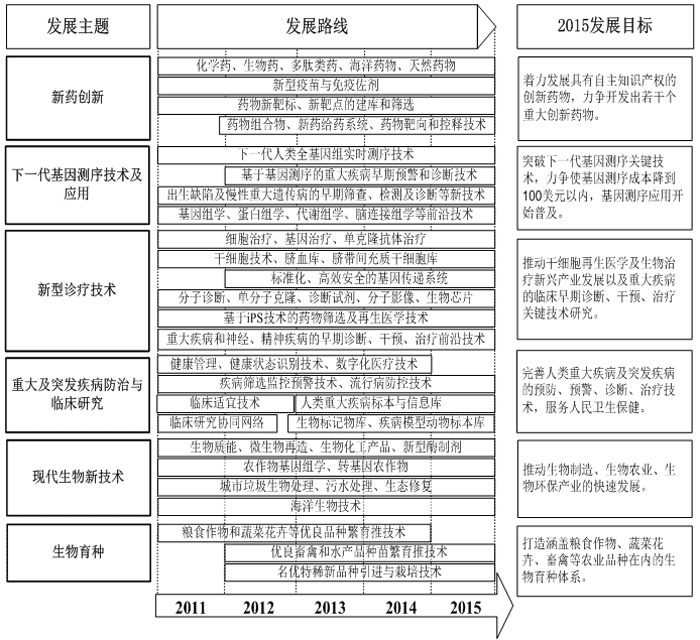 发展主题
发展路线
2015发展目标
新药创新
化学药、生物药、多肽类药、海洋药物、天然药物
新型疫苗与免疫佐剂
药物新靶标、新靶点的建库和筛选
药物组合物、新药给药系统、药物靶向和控释技术
着力发展具有自主知识产权的
创新药物，力争开发出若干个
重大创新药物。
下一代基因测序技术及
应用
下一代人类全基因组实时测序技术
基于基因测序的重大疾病早期预警和诊断技术
出生缺陷及慢性重大遗传病的早期筛查、检测及诊断等新技术
基因组学、蛋白组学、代谢组学、脑连接组学等前沿技术
突破下一代基因测序关键技
术，力争使基因测序成本降到
100美元以内，基因测序应用开
始普及。
新型诊疗技术
细胞治疗、基因治疗、单克隆抗体治疗
干细胞技术、脐血库、脐带间充质干细胞库
标准化、高效安全的基因传递系统
分子诊断、单分子克隆、诊断试剂、分子影像、生物芯片
基于iPS技术的药物筛选及再生医学技术
重大疾病和神经、精神疾病的早期诊断、干预、治疗前沿技术
推动干细胞再生医学及生物治
疗新兴产业发展以及重大疾病
的临床早期诊断、干预、治疗
关键技术研究。
重大及突发疾病防治与
临床研究
健康管理、健康状态识别技术、数字化医疗技术
疾病筛选监控预警技术、流行病防控技术
临床适宜技术
人类重大疾病标本与信息库
临床研究协同网络
生物标记物库、疾病模型动物标本库
完善人类重大疾病及突发疾病
的预防、预警、诊断、治疗技
术，服务人民卫生保健。
现代生物新技术
生物质能、微生物再造、生物化工产品、新型酶制剂
农作物基因组学、转基因农作物
城市垃圾生物处理、污水处理、生态修复
海洋生物技术
推动生物制造、生物农业、生物
环保产业的快速发展。
生物育种
粮食作物和蔬菜花卉等优良品种繁育推技术
优良畜禽和水产品种苗繁育推技术
名优特稀新品种引进与栽培技术
打造涵盖粮食作物、蔬菜花
卉、畜禽等农业品种在内的生
物育种体系。
2011
2012
2013
2014
2015